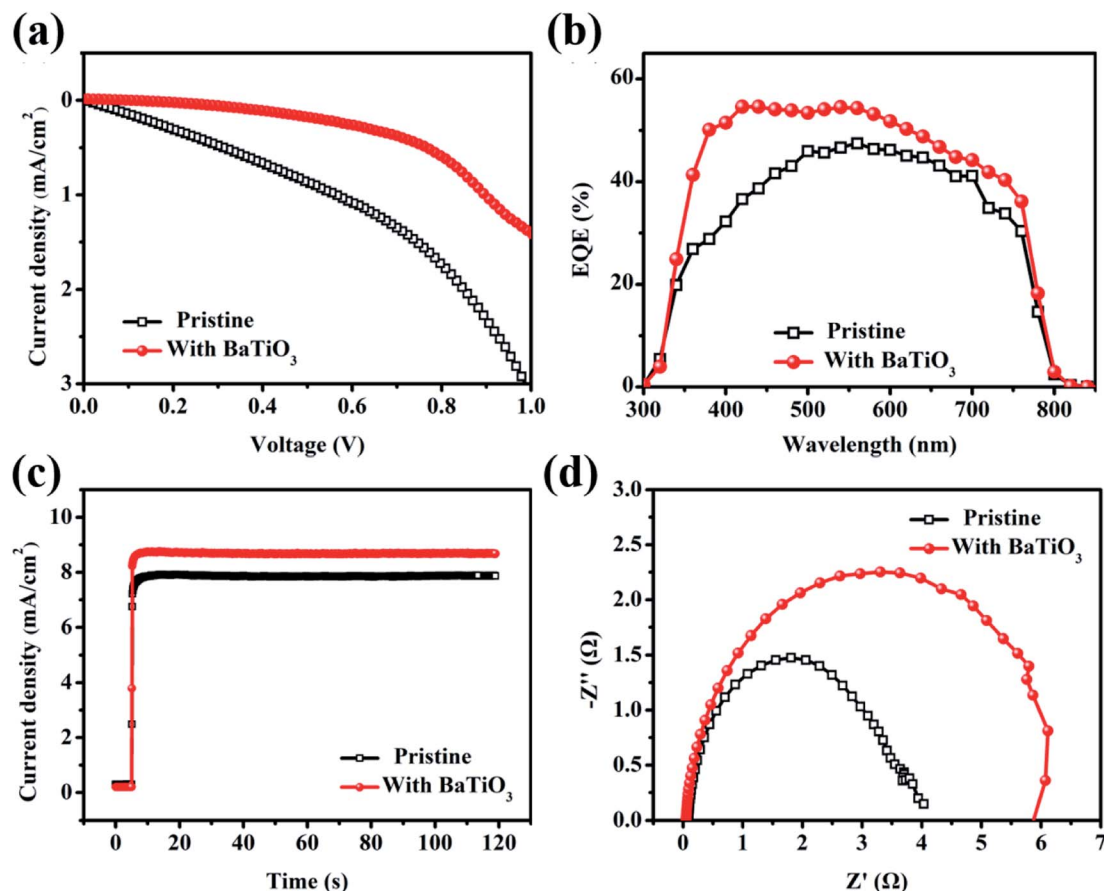 (a)
Current density (mA/cm²)
0
1
2
3
0.0 0.2 0.4 0.6 0.8 1.0
Voltage (V)
Pristine
With BaTiO₃
(b)
EQE (%)
60
40
20
0
300 400 500 600 700 800
Wavelength (nm)
Pristine
With BaTiO₃
(c)
Current density (mA/cm²)
10
8
6
4
2
0
0 20 40 60 80 100 120
Time (s)
Pristine
With BaTiO₃
(d)
-Z'' (Ω)
3.0
2.5
2.0
1.5
1.0
0.5
0.0
0 1 2 3 4 5 6 7
Z' (Ω)
Pristine
With BaTiO₃